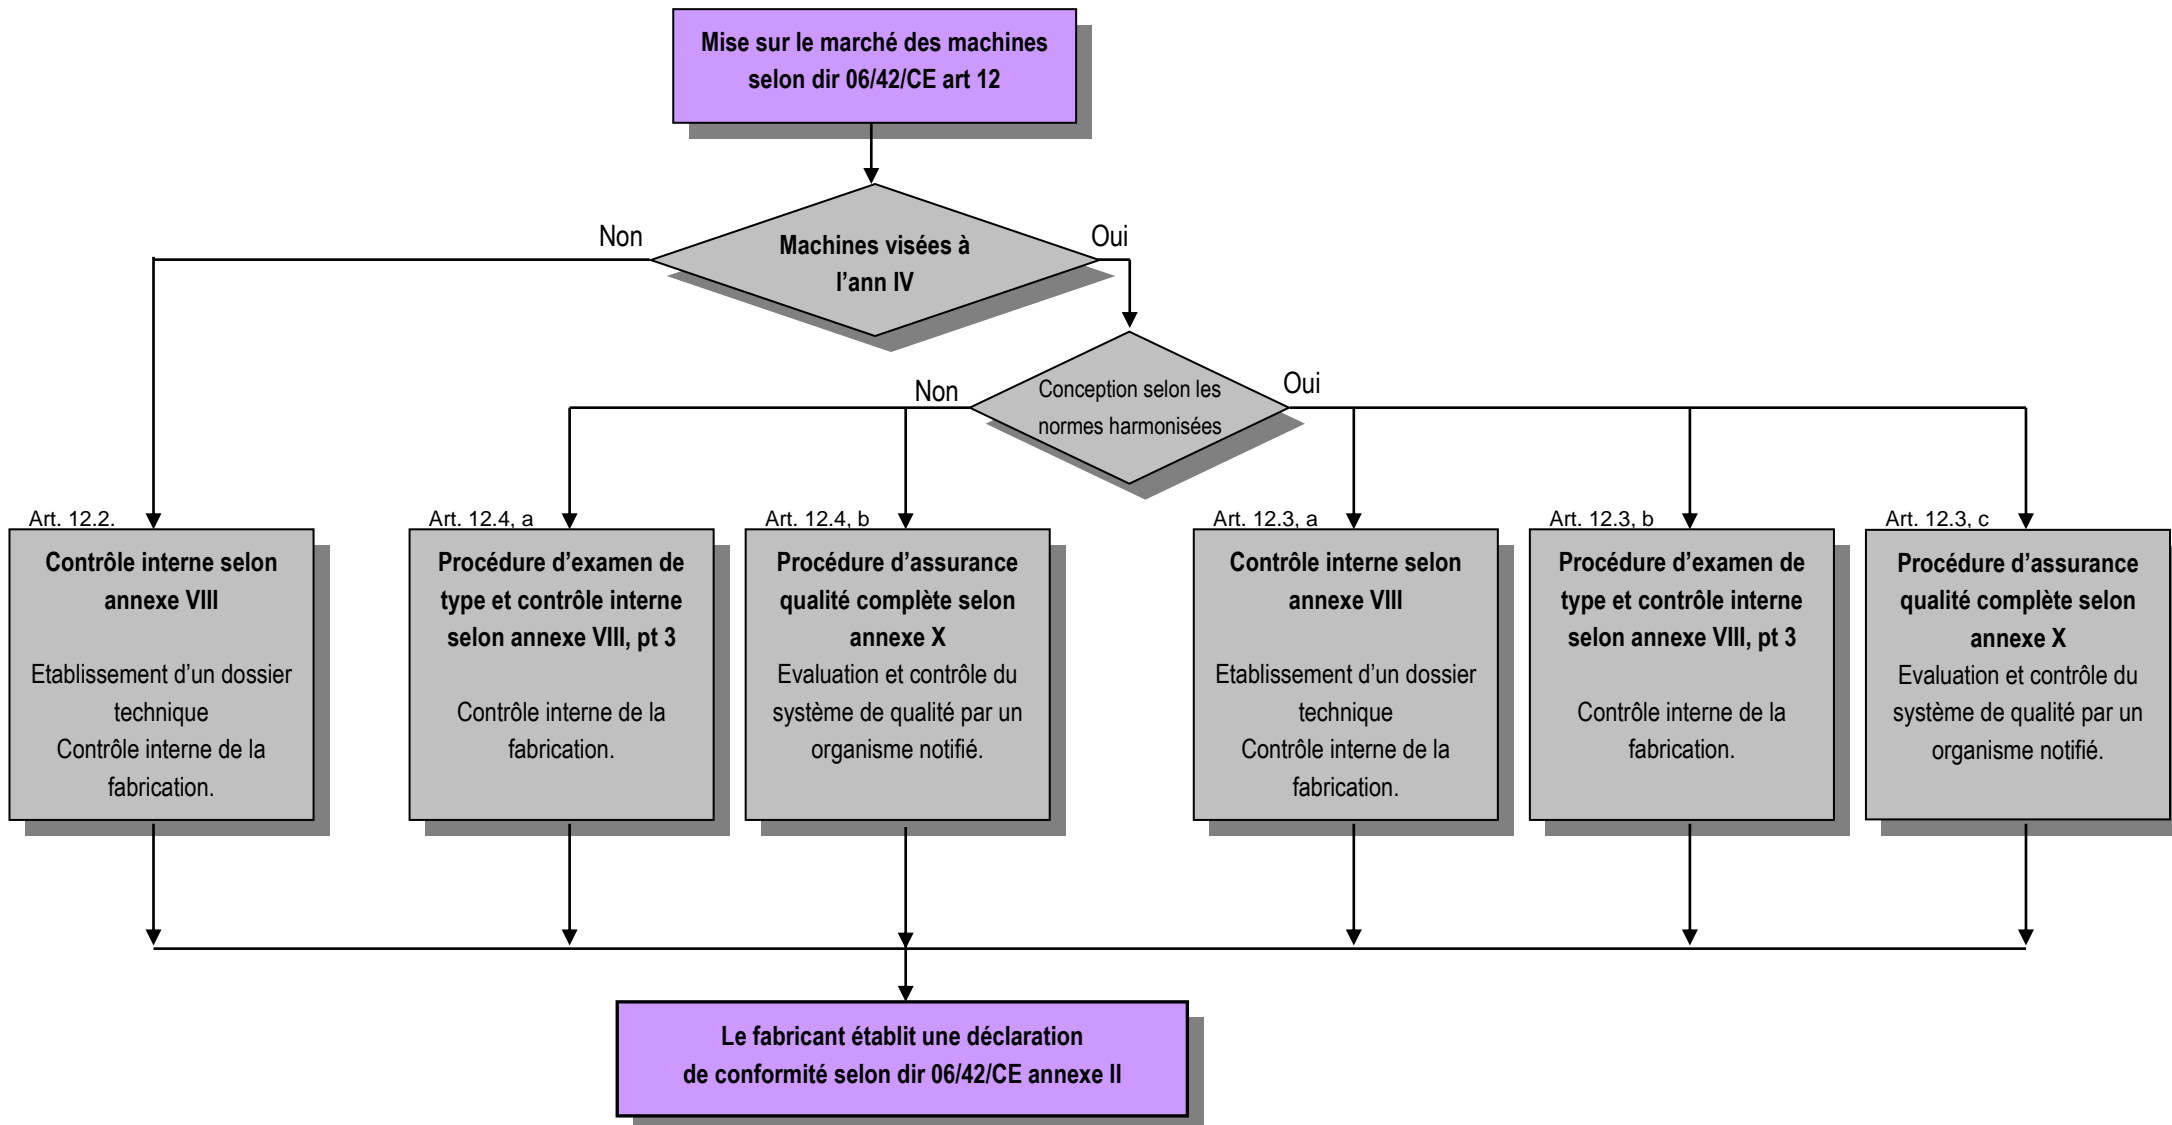 Mise sur le marché des machines
selon dir 06/42/CE art 12
Non
Oui
Machines visées à
l’ann IV
Non
Oui
Conception selon les
normes harmonisées
Art. 12.2.
Contrôle interne selon
annexe VIII
Etablissement d’un dossier
technique
Contrôle interne de la
fabrication.
Art. 12.4, a
Procédure d’examen de
type et contrôle interne
selon annexe VIII, pt 3
Contrôle interne de la
fabrication.
Art. 12.4, b
Procédure d’assurance
qualité complète selon
annexe X
Evaluation et contrôle du
système de qualité par un
organisme notifié.
Art. 12.3, a
Contrôle interne selon
annexe VIII
Etablissement d’un dossier
technique
Contrôle interne de la
fabrication.
Art. 12.3, b
Procédure d’examen de
type et contrôle interne
selon annexe VIII, pt 3
Contrôle interne de la
fabrication.
Art. 12.3, c
Procédure d’assurance
qualité complète selon
annexe X
Evaluation et contrôle du
système de qualité par un
organisme notifié.
Le fabricant établit une déclaration
de conformité selon dir 06/42/CE annexe II